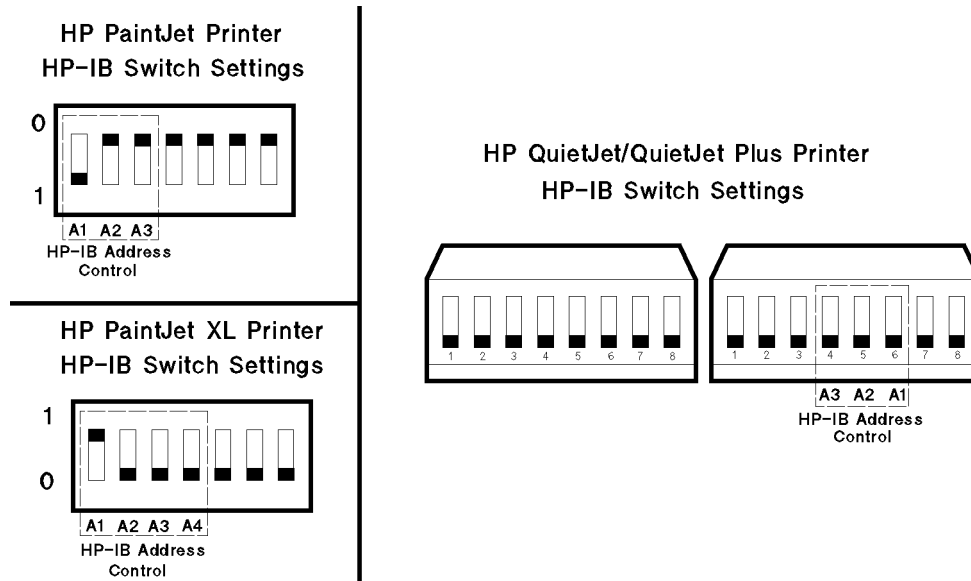 HP PaintJet Printer
HP-IB Switch Settings
0
1
A1 A2 A3
HP-IB Address
Control
HP PaintJet XL Printer
HP-IB Switch Settings
1
0
A1 A2 A3 A4
HP-IB Address
Control
HP QuietJet/QuietJet Plus Printer
HP-IB Switch Settings
1 2 3 4 5 6 7 8
1 2 3 4 5 6 7 8
A3 A2 A1
HP-IB Address
Control